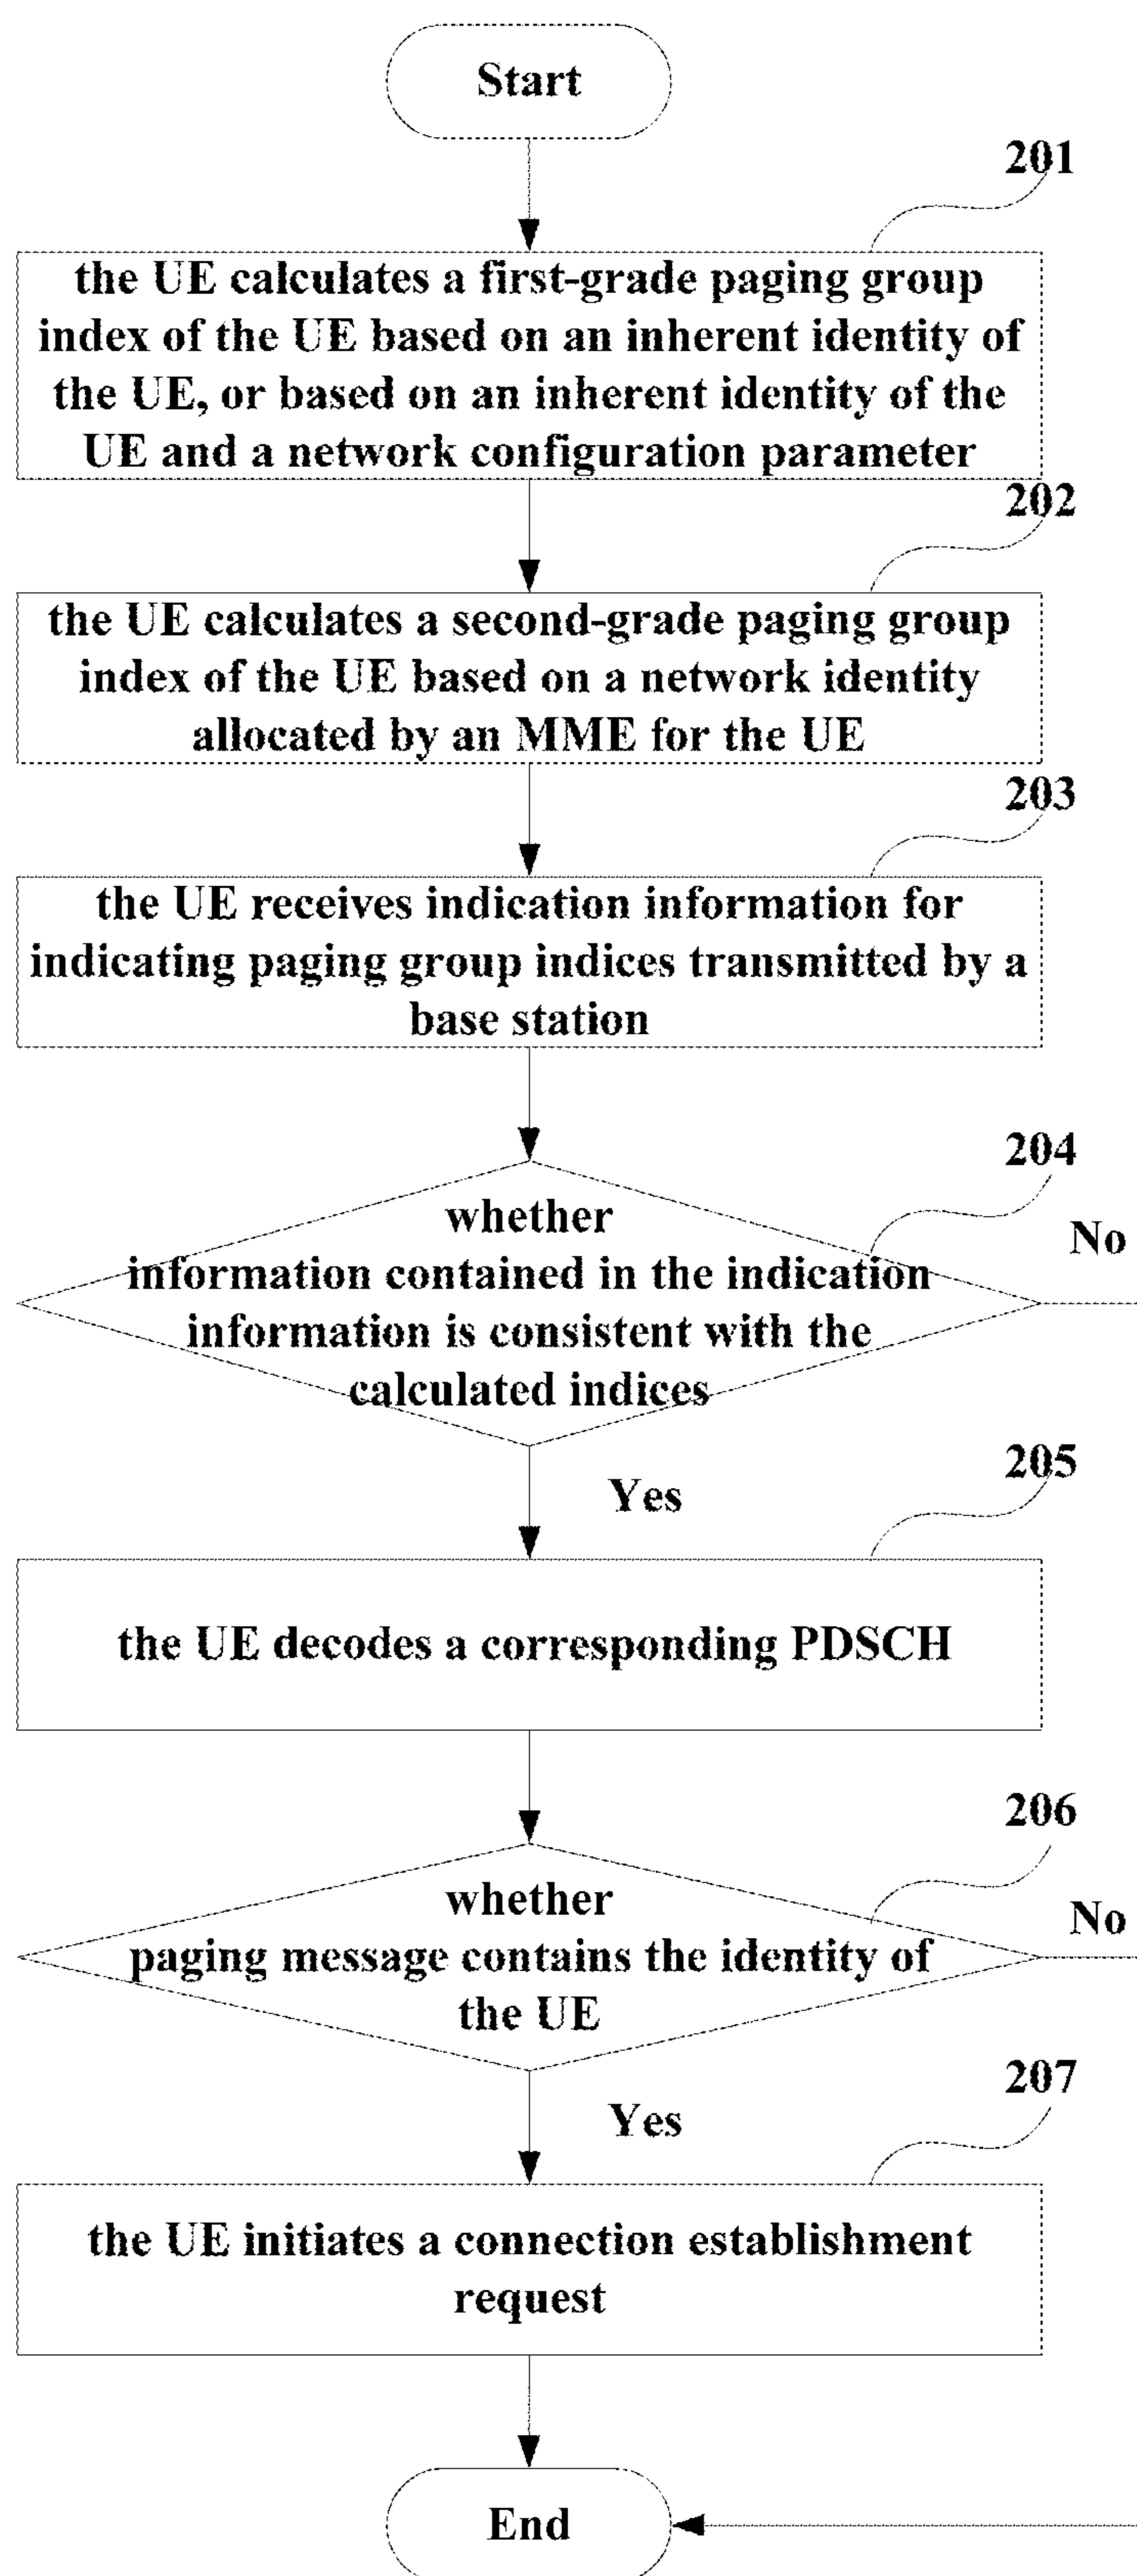 Start
201
the UE calculates a first-grade paging group
index of the UE based on an inherent identity of
the UE, or based on an inherent identity of the
UE and a network configuration parameter
202
the UE calculates a second-grade paging group
index of the UE based on a network identity
allocated by an MME for the UE
203
the UE receives indication information for
indicating paging group indices transmitted by a
base station
204
whether
information contained in the indication
information is consistent with the
calculated indices
No
Yes
205
the UE decodes a corresponding PDSCH
206
whether
paging message contains the identity of
the UE
No
Yes
207
the UE initiates a connection establishment
request
End